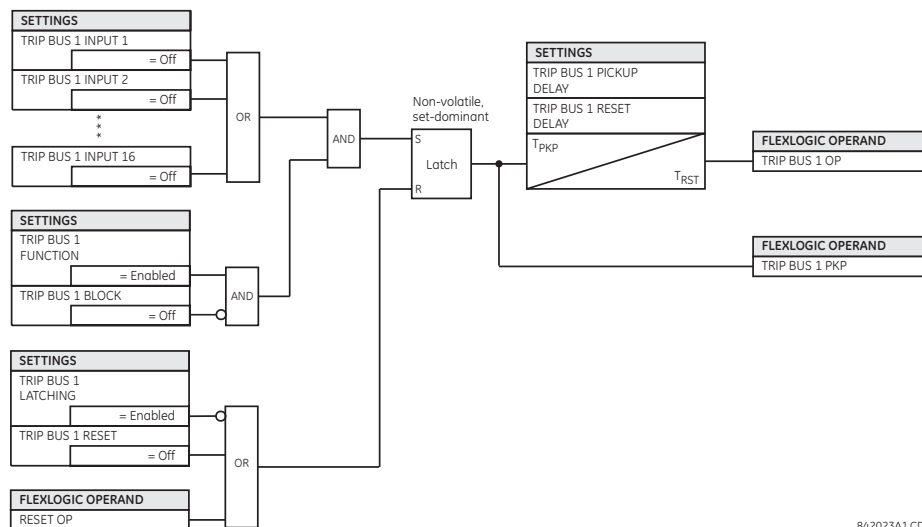 SETTINGS
TRIP BUS 1 INPUT 1
= Off
TRIP BUS 1 INPUT 2
= Off
***
TRIP BUS 1 INPUT 16
= Off
OR
SETTINGS
TRIP BUS 1
FUNCTION
= Enabled
TRIP BUS 1 BLOCK
= Off
AND
SETTINGS
TRIP BUS 1
LATCHING
= Enabled
TRIP BUS 1 RESET
= Off
OR
FLEXLOGIC OPERAND
RESET OP
AND
Non-volatile,
set-dominant
S
Latch
R
SETTINGS
TRIP BUS 1 PICKUP
DELAY
TRIP BUS 1 RESET
DELAY
TPKP
TRST
FLEXLOGIC OPERAND
TRIP BUS 1 OP
FLEXLOGIC OPERAND
TRIP BUS 1 PKP